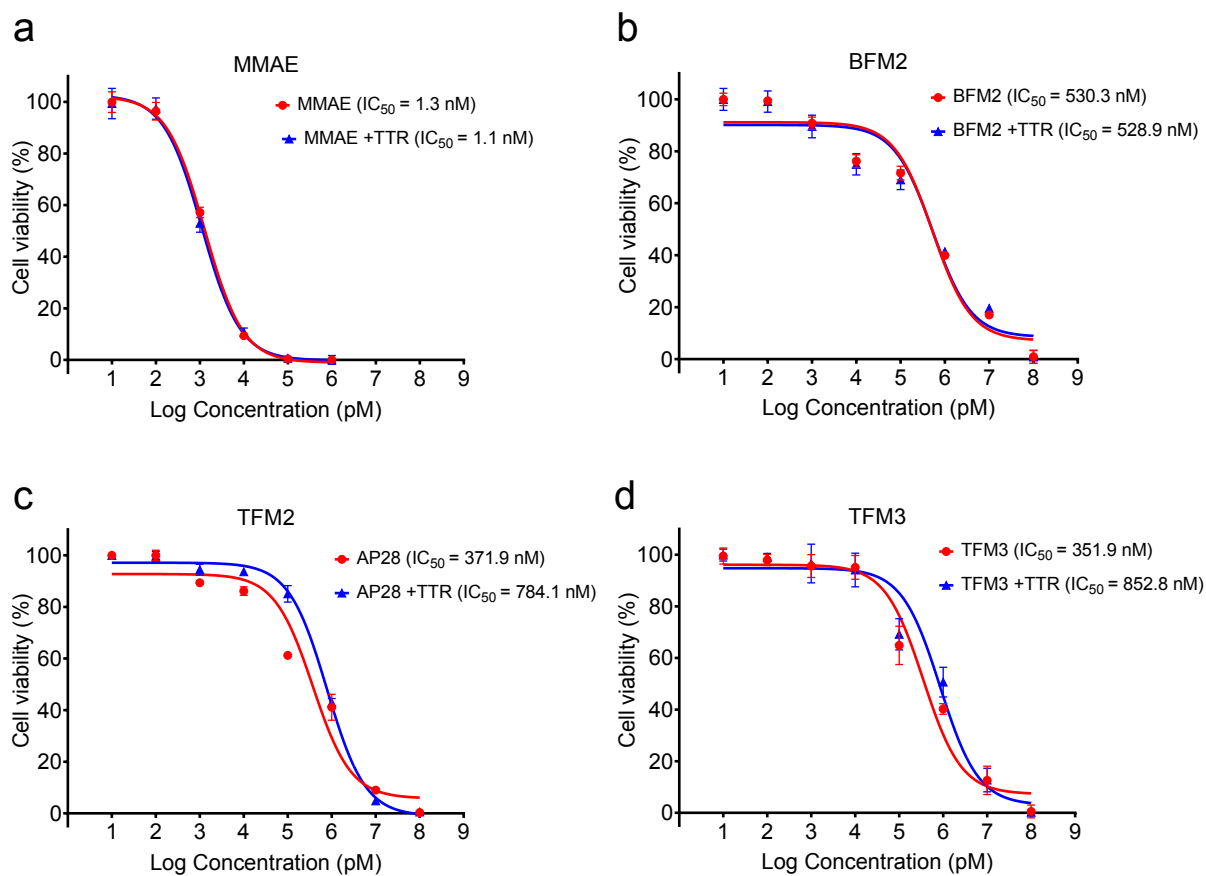 a
MMAE
MMAE (IC50 = 1.3 nM)
MMAE +TTR (IC50 = 1.1 nM)
Cell viability (%)
100
80
60
40
20
0
1 2 3 4 5 6 7 8 9
Log Concentration (pM)
b
BFM2
BFM2 (IC50 = 530.3 nM)
BFM2 +TTR (IC50 = 528.9 nM)
Cell viability (%)
100
80
60
40
20
0
1 2 3 4 5 6 7 8 9
Log Concentration (pM)
c
TFM2
AP28 (IC50 = 371.9 nM)
AP28 +TTR (IC50 = 784.1 nM)
Cell viability (%)
100
80
60
40
20
0
1 2 3 4 5 6 7 8 9
Log Concentration (pM)
d
TFM3
TFM3 (IC50 = 351.9 nM)
TFM3 +TTR (IC50 = 852.8 nM)
Cell viability (%)
100
80
60
40
20
0
1 2 3 4 5 6 7 8 9
Log Concentration (pM)